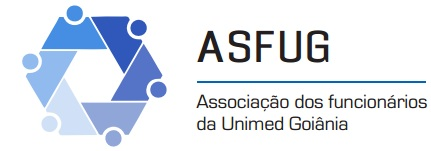 ASFUG
Associação dos funcionários
da Unimed Goiânia